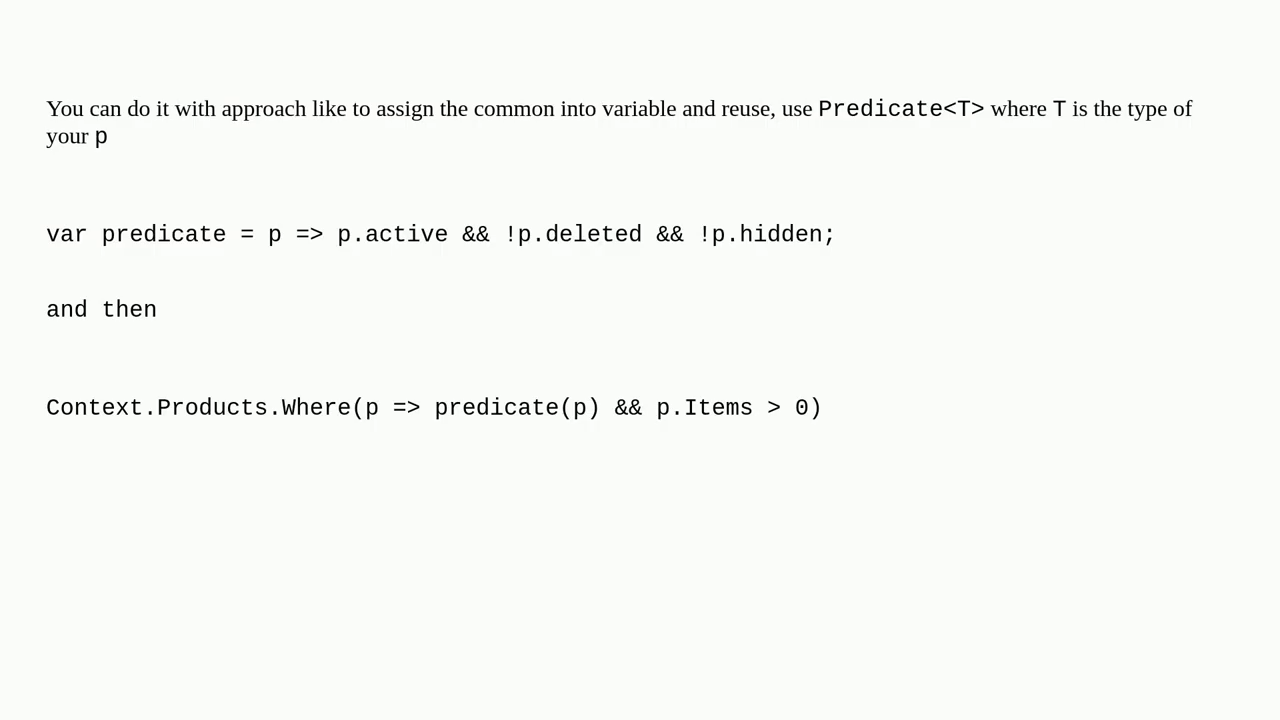 You can do it with approach like to assign the common into variable and reuse, use Predicate<T> where T is the type of
your p
var predicate = p => p.active && !p.deleted && !p.hidden;
and then
Context.Products.Where(p => predicate(p) && p.Items > 0)